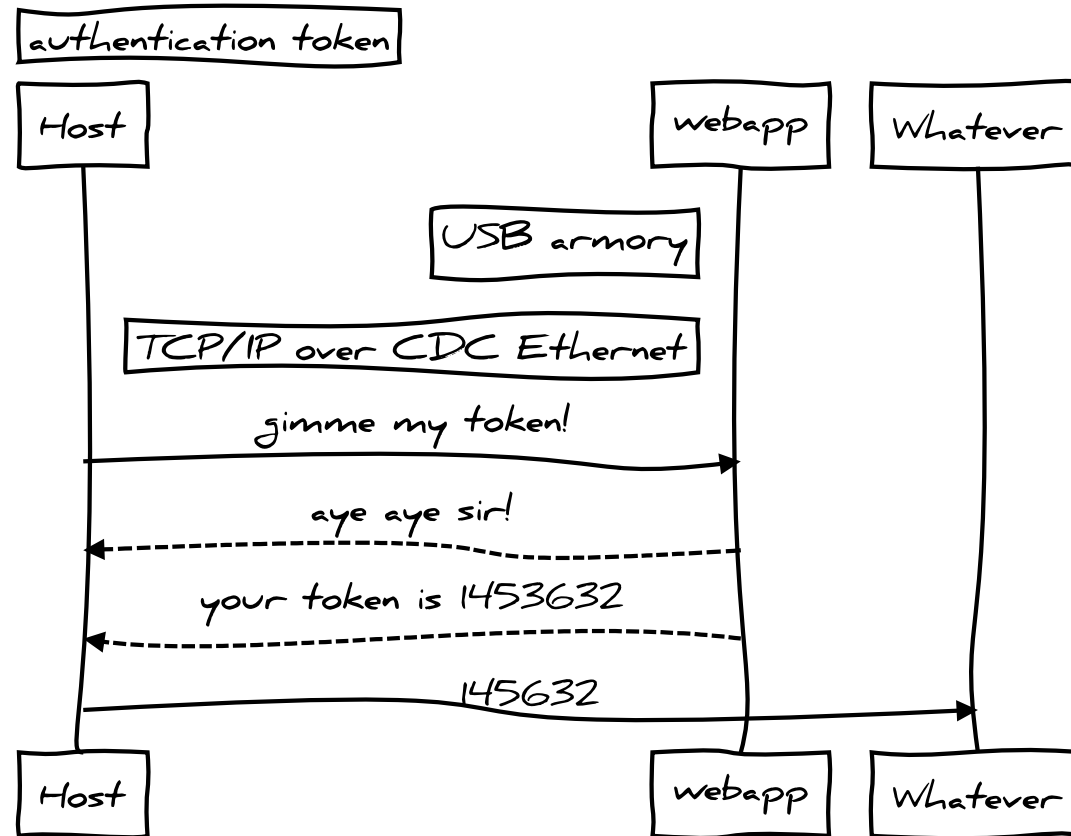 authentication token
Host webapp Whatever
USB armory
TCP/IP over CDC Ethernet
gimme my token!
aye aye sir!
your token is 1453632
145632
Host webapp Whatever